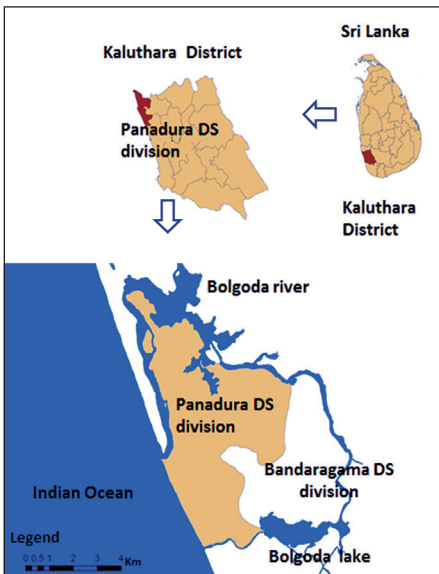 Sri Lanka
Kaluthara District
Panadura DS
division
Kaluthara
District
Bolgoda river
Panadura DS
division
Bandaragama DS
division
Indian Ocean
Legend
0 0.5 1 2 3 4
Km
Bolgoda lake